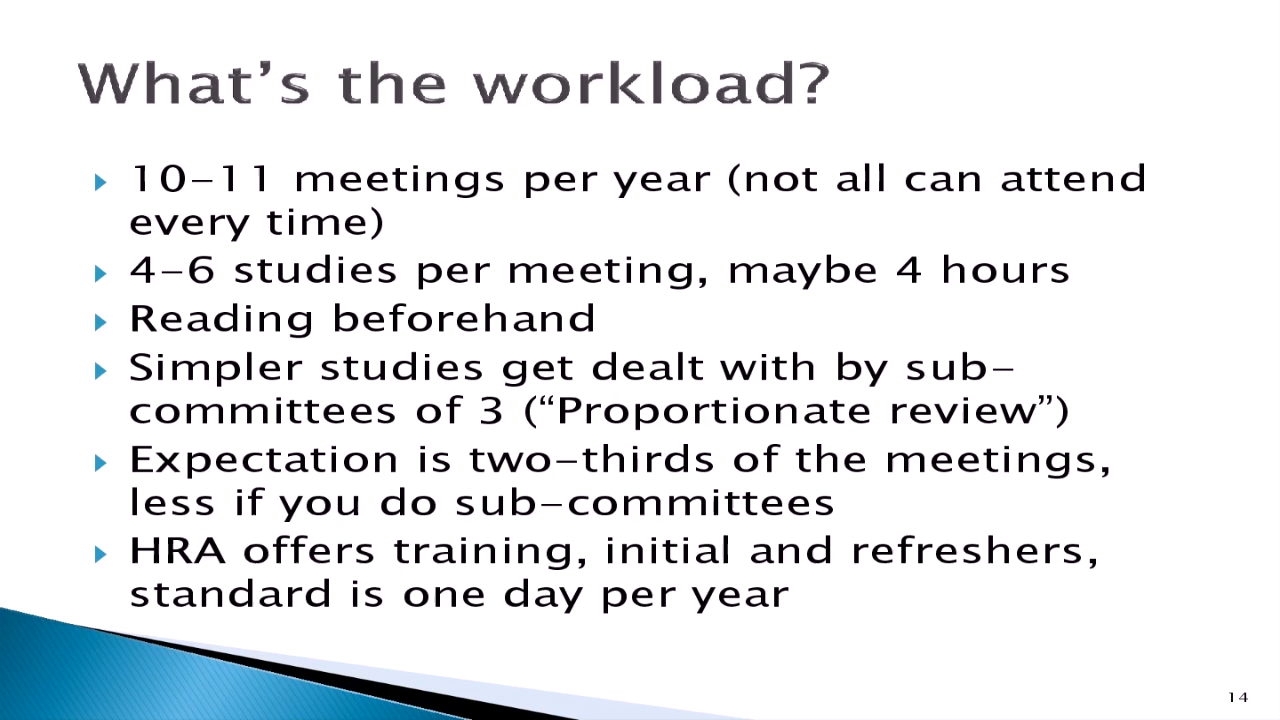 What’s the workload?
10–11 meetings per year (not all can attend
every time)
4–6 studies per meeting, maybe 4 hours
Reading beforehand
Simpler studies get dealt with by sub–
committees of 3 (“Proportionate review”)
Expectation is two–thirds of the meetings,
less if you do sub–committees
HRA offers training, initial and refreshers,
standard is one day per year
14